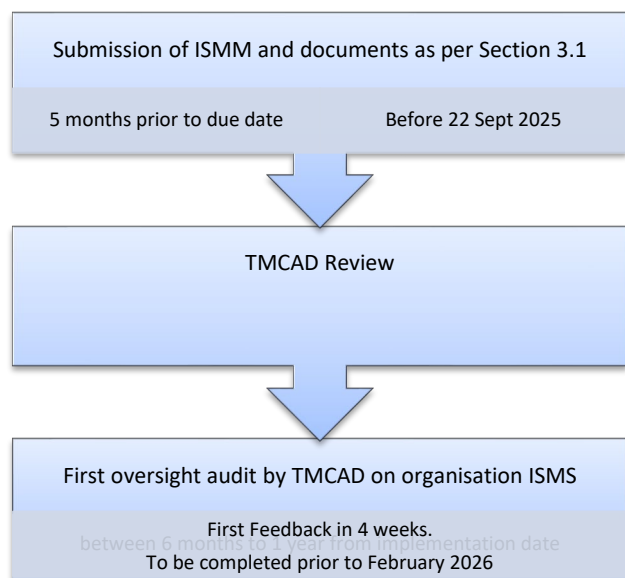 Submission of ISMM and documents as per Section 3.1
5 months prior to due date Before 22 Sept 2025
TMCAD Review
First oversight audit by TMCAD on organisation ISMS
First Feedback in 4 weeks.
between 6 months to 1 year from implementation date
To be completed prior to February 2026